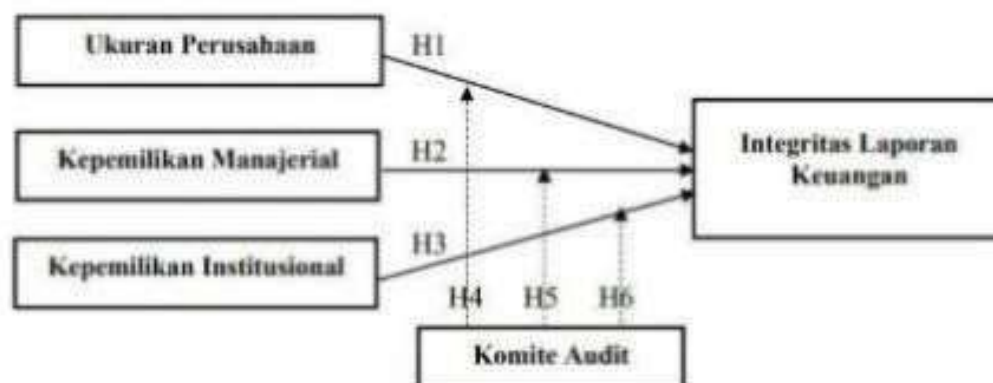 Ukuran Perusahaan
H1
Kepemilikan Manajerial
H2
Integritas Laporan
Keuangan
Kepemilikan Institusional
H3
H4 H5 H6
Komite Audit